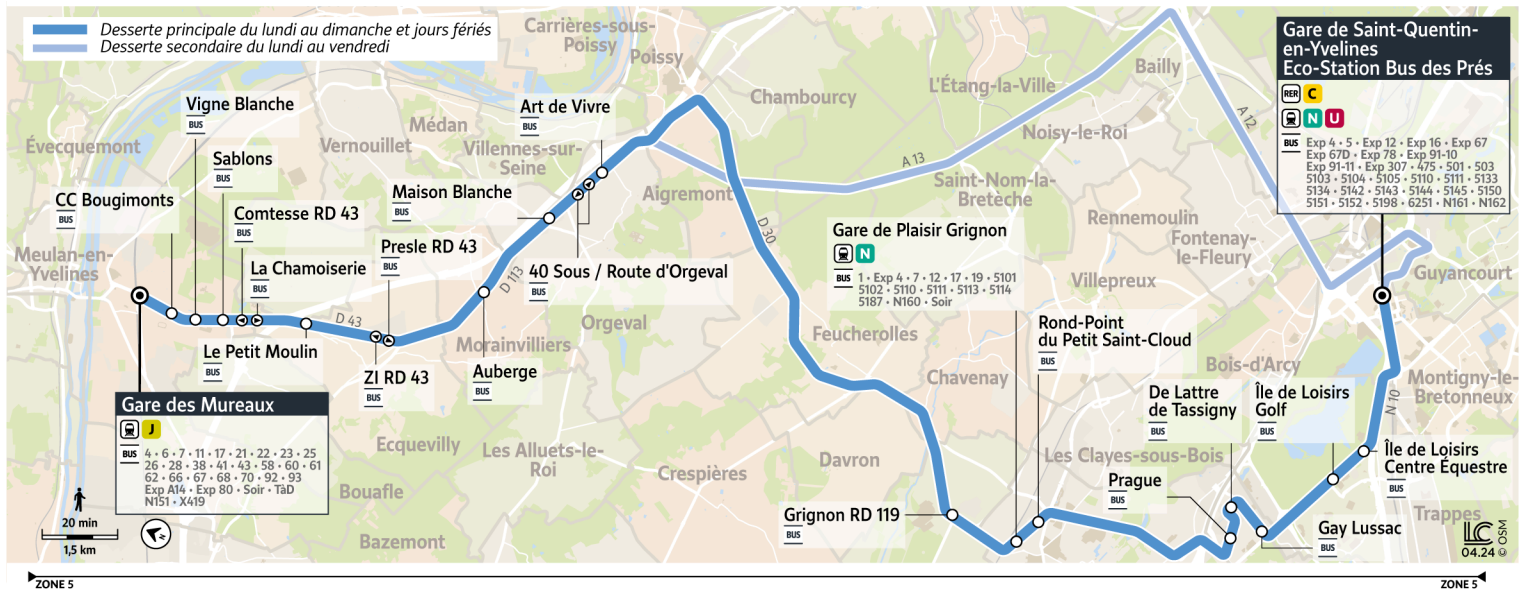 Desserte principale du lundi au dimanche et jours fériés
Desserte secondaire du lundi au vendredi
Carrières-sous-
Poissy
Poissy
Chambourcy
L'Étang-la-Ville
Bailly
A 12
Noisy-le-Roi
A 13
Saint-Nom-la-
Bretèche
Rennemoulin
Fontenay-
le-Fleury
Villepreux
Guyancourt
Gare de Saint-Quentin-
en-Yvelines
Eco-Station Bus des Prés
RER C
N U
BUS
Exp 4 • 5 • Exp 12 • Exp 16 • Exp 67
Exp 67D • Exp 78 • Exp 91-10
Exp 91-11 • Exp 307 • 475 • 501 • 503
5103 • 5104 • 5105 • 5110 • 5111 • 5133
5134 • 5142 • 5143 • 5144 • 5145 • 5150
5151 • 5152 • 5198 • 6251 • N161 • N162
Évecquemont
Vigne Blanche
BUS
Médan
Vernouillet
Villennes-sur-
Seine
Art de Vivre
BUS
Sablons
BUS
CC Bougimonts
BUS
Comtesse RD 43
BUS
Maison Blanche
BUS
Aigremont
D 30
Presle RD 43
BUS
La Chamoiserie
BUS
Meulan-en-
Yvelines
D 113
40 Sous / Route d'Orgeval
BUS
Gare de Plaisir Grignon
N
BUS
1 • Exp 4 • 7 • 12 • 17 • 19 • 5101
5102 • 5110 • 5111 • 5113 • 5114
5187 • N160 • Soir
D 43
Orgeval
Morainvilliers
Feucherolles
Le Petit Moulin
BUS
ZI RD 43
BUS
Auberge
BUS
Rond-Point
du Petit Saint-Cloud
BUS
Chavenay
Bois-d'Arcy
Montigny-le-
Bretonneux
N 10
De Lattre
de Tassigny
BUS
Île de Loisirs
Golf
BUS
Gare des Mureaux
J
BUS
4 • 6 • 7 • 11 • 17 • 21 • 22 • 23 • 25
26 • 28 • 38 • 41 • 43 • 58 • 60 • 61
62 • 66 • 67 • 68 • 70 • 92 • 93
Exp A14 • Exp 80 • Soir • TàD
N151 • X419
Ecquevilly
Les Alluets-le-
Roi
Crespières
Davron
Les Clayes-sous-Bois
Île de Loisirs
Centre Équestre
BUS
Prague
BUS
Bouafle
Bazemont
Grignon RD 119
BUS
Gay Lussac
BUS
Trappes
20 min
1,5 km
LLC
04.24 © OSM
ZONE 5
ZONE 5